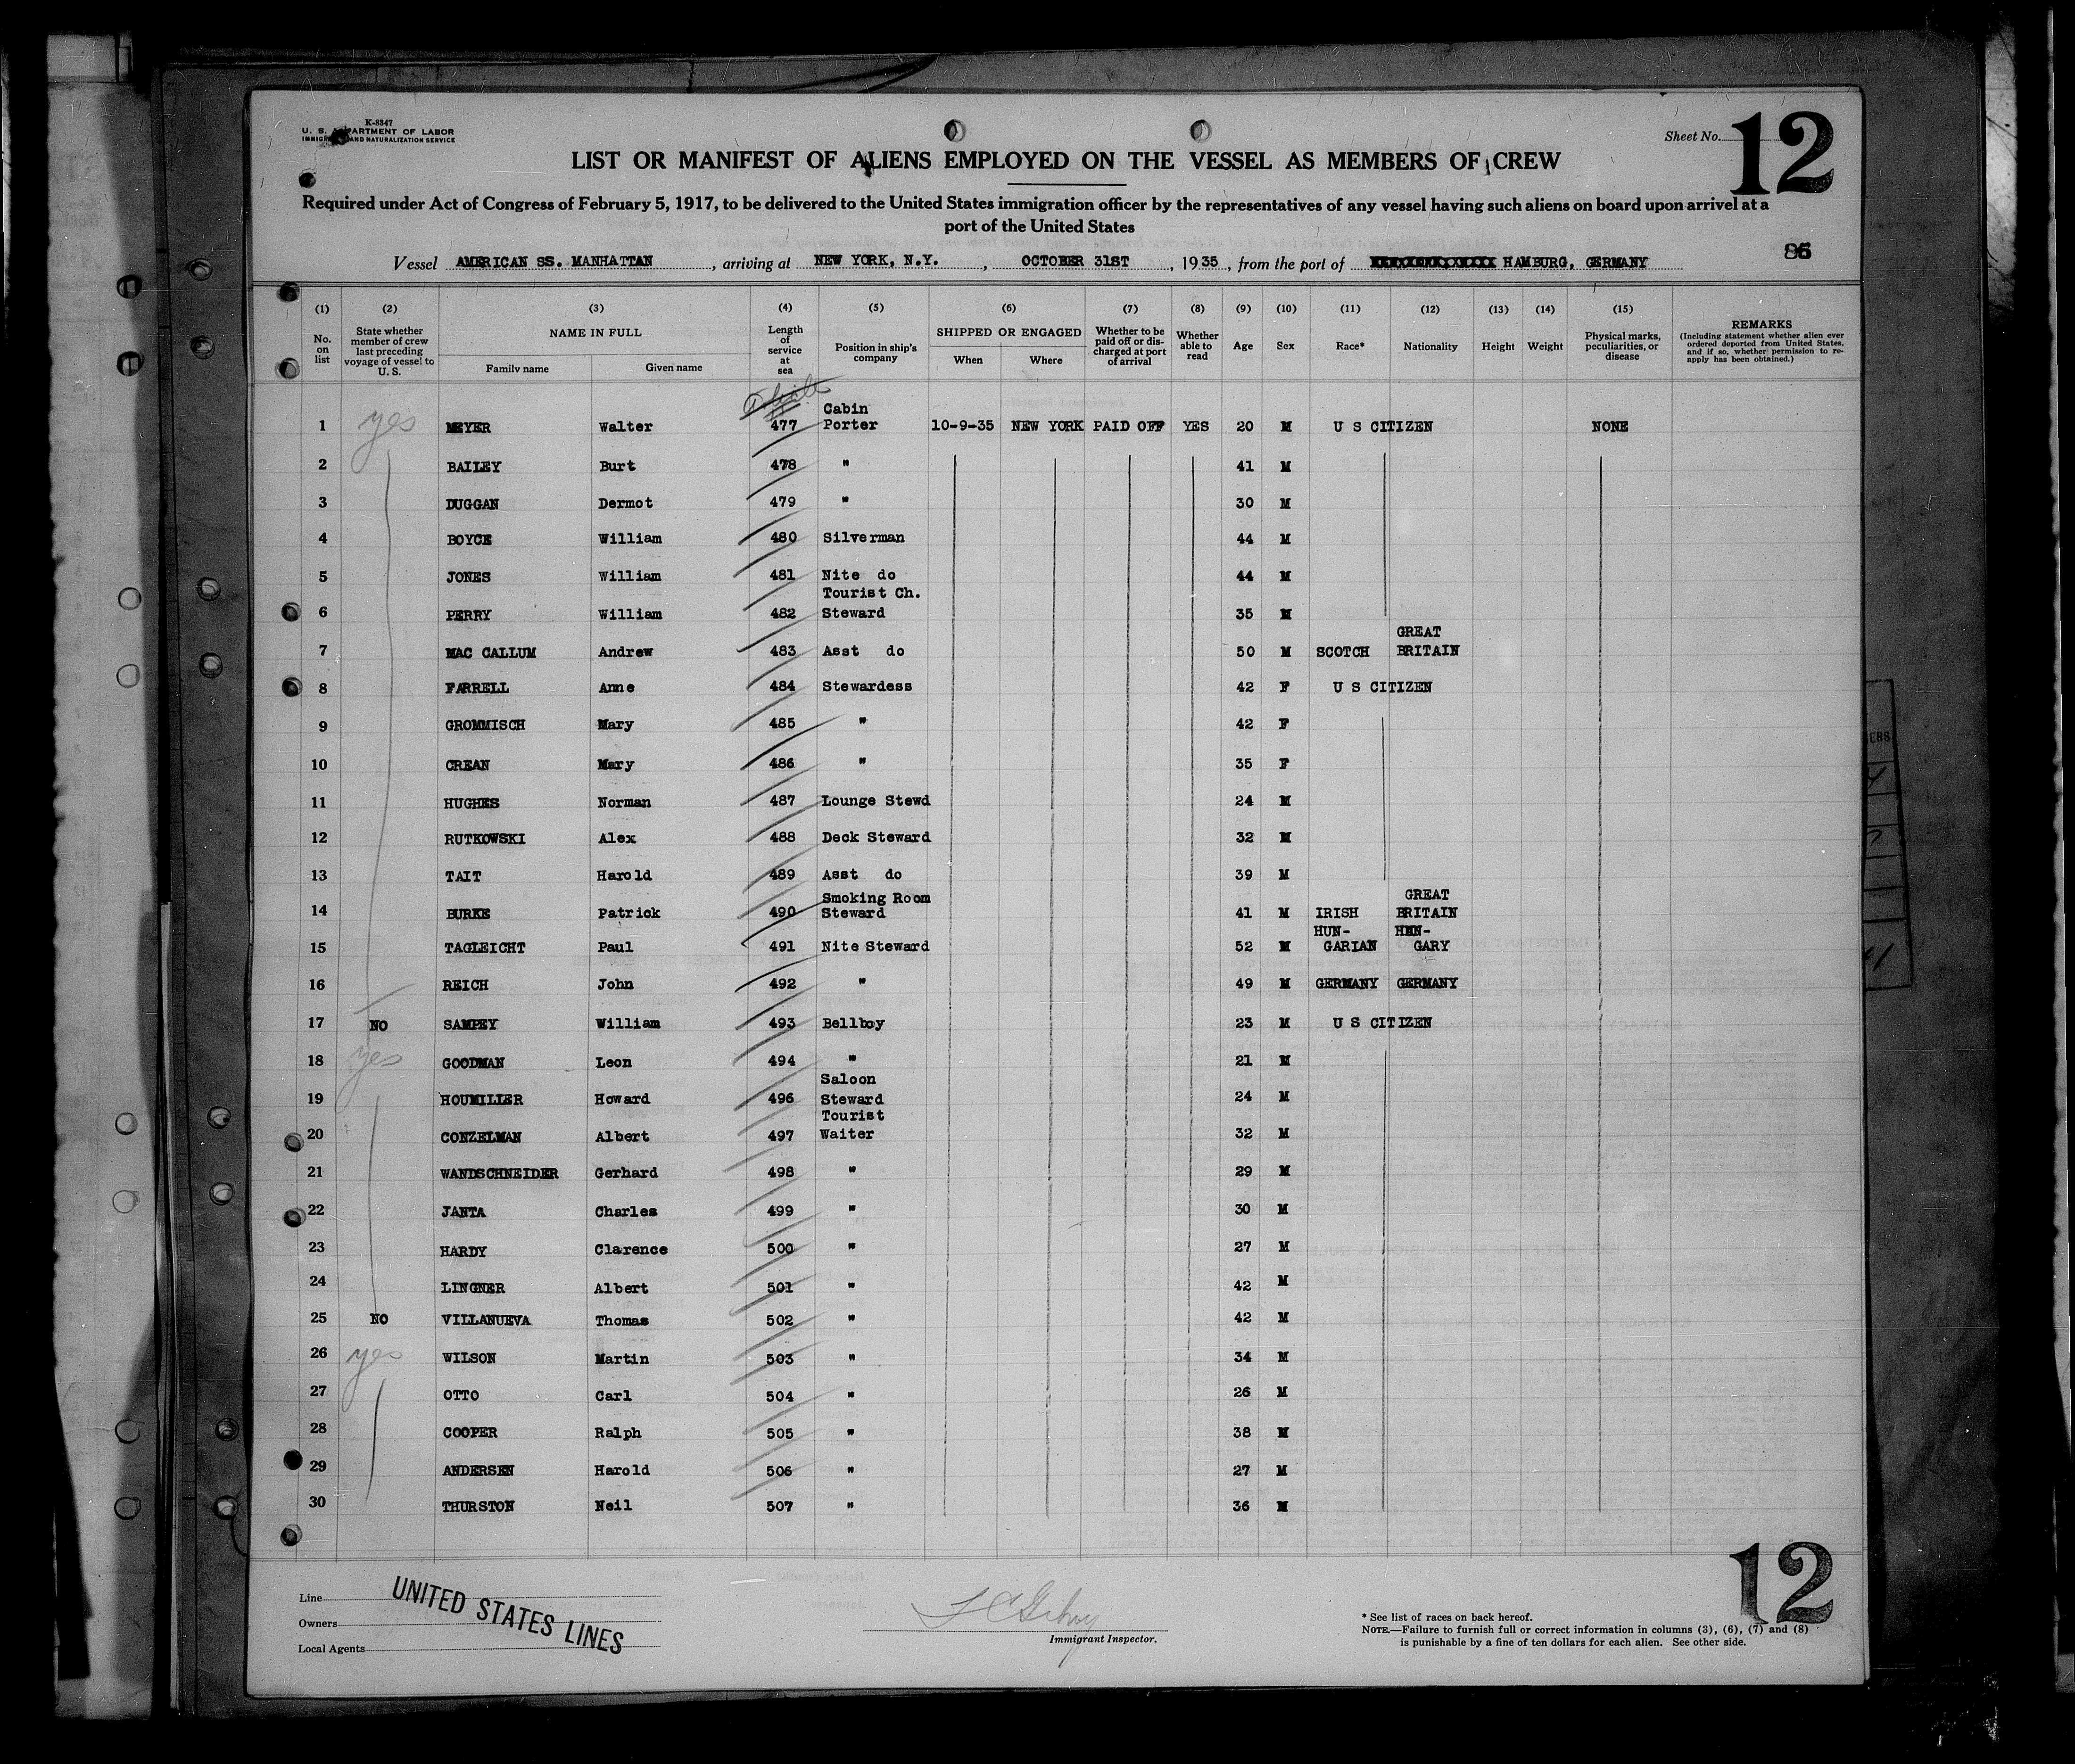 K-8347
U. S. DEPARTMENT OF LABOR
IMMIGRATION AND NATURALIZATION SERVICE
Sheet No. 12
LIST OR MANIFEST OF ALIENS EMPLOYED ON THE VESSEL AS MEMBERS OF CREW
Required under Act of Congress of February 5, 1917, to be delivered to the United States immigration officer by the representatives of any vessel having such aliens on board upon arrival at a
port of the United States
Vessel AMERICAN SS. MANHATTAN, arriving at NEW YORK, N.Y., OCTOBER 31ST, 1935, from the port of HAMBURG, GERMANY
(1) (2) (3) (4) (5) (6) (7) (8) (9) (10) (11) (12) (13) (14) (15)
No. on list
State whether member of crew last preceding voyage of vessel to U. S.
NAME IN FULL
Family name
Given name
Length of service at sea
Position in ship's company
SHIPPED OR ENGAGED
When
Where
Whether to be paid off or discharged at port of arrival
Whether able to read
Age
Sex
Race*
Nationality
Height
Weight
Physical marks, peculiarities, or disease
REMARKS
(Including statement whether alien ever ordered deported from United States, and if so, whether permission to reapply has been obtained.)
1 yes MEYER Walter 477 Cabin Porter 10-9-35 NEW YORK PAID OFF YES 20 M U S CITIZEN NONE
2 BAILEY Burt 478 " 41 M
3 DUGGAN Dermot 479 " 30 M
4 BOYCE William 480 Silverman 44 M
5 JONES William 481 Nite do 44 M
6 PERRY William 482 Tourist Ch. Steward 35 M
7 MAC CALLUM Andrew 483 Asst do 50 M SCOTCH GREAT BRITAIN
8 FARRELL Anne 484 Stewardess 42 F U S CITIZEN
9 GROMMISCH Mary 485 " 42 F
10 CREAN Mary 486 " 35 F
11 HUGHES Norman 487 Lounge Stewd 24 M
12 RUTKOWSKI Alex 488 Deck Steward 32 M
13 TAIT Harold 489 Asst do 39 M
14 BURKE Patrick 490 Smoking Room Steward 41 M IRISH GREAT BRITAIN
15 TAGLEICHT Paul 491 Nite Steward 52 M HUN-GARIAN HUN-GARY
16 REICH John 492 " 49 M GERMANY GERMANY
17 NO SAMPEY William 493 Bellboy 23 M U S CITIZEN
18 yes GOODMAN Leon 494 " 21 M
19 HOUMILLER Howard 496 Saloon Steward 24 M
20 CONZELMAN Albert 497 Tourist Waiter 32 M
21 WANDSCHNEIDER Gerhard 498 " 29 M
22 JANTA Charles 499 " 30 M
23 HARDY Clarence 500 " 27 M
24 LINGNER Albert 501 " 42 M
25 NO VILLANUEVA Thomas 502 " 42 M
26 yes WILSON Martin 503 " 34 M
27 OTTO Carl 504 " 26 M
28 COOPER Ralph 505 " 38 M
29 ANDERSEN Harold 506 " 27 M
30 THURSTON Neil 507 " 36 M
Line
Owners
Local Agents
UNITED STATES LINES
Immigrant Inspector.
* See list of races on back hereof.
NOTE.—Failure to furnish full or correct information in columns (3), (6), (7) and (8)
is punishable by a fine of ten dollars for each alien. See other side.
12